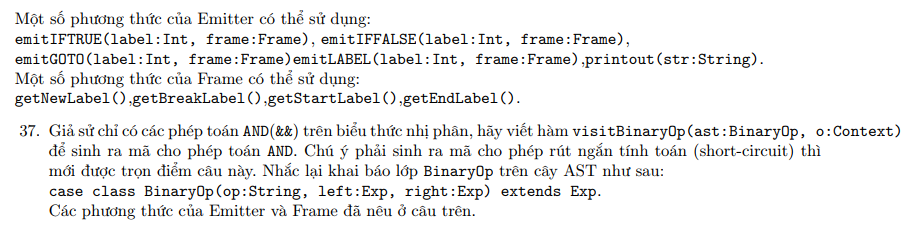 Một số phương thức của Emitter có thể sử dụng:
emitIFTRUE(label:Int, frame:Frame), emitIFFALSE(label:Int, frame:Frame),
emitGOTO(label:Int, frame:Frame)emitLABEL(label:Int, frame:Frame),printout(str:String).
Một số phương thức của Frame có thể sử dụng:
getNewLabel(),getBreakLabel(),getStartLabel(),getEndLabel().
37. Giả sử chỉ có các phép toán AND(&&) trên biểu thức nhị phân, hãy viết hàm visitBinaryOp(ast:BinaryOp, o:Context)
để sinh ra mã cho phép toán AND. Chú ý phải sinh ra mã cho phép rút ngắn tính toán (short-circuit) thì
mới được trọn điểm câu này. Nhắc lại khai báo lớp BinaryOp trên cây AST như sau:
case class BinaryOp(op:String, left:Exp, right:Exp) extends Exp.
Các phương thức của Emitter và Frame đã nêu ở câu trên.